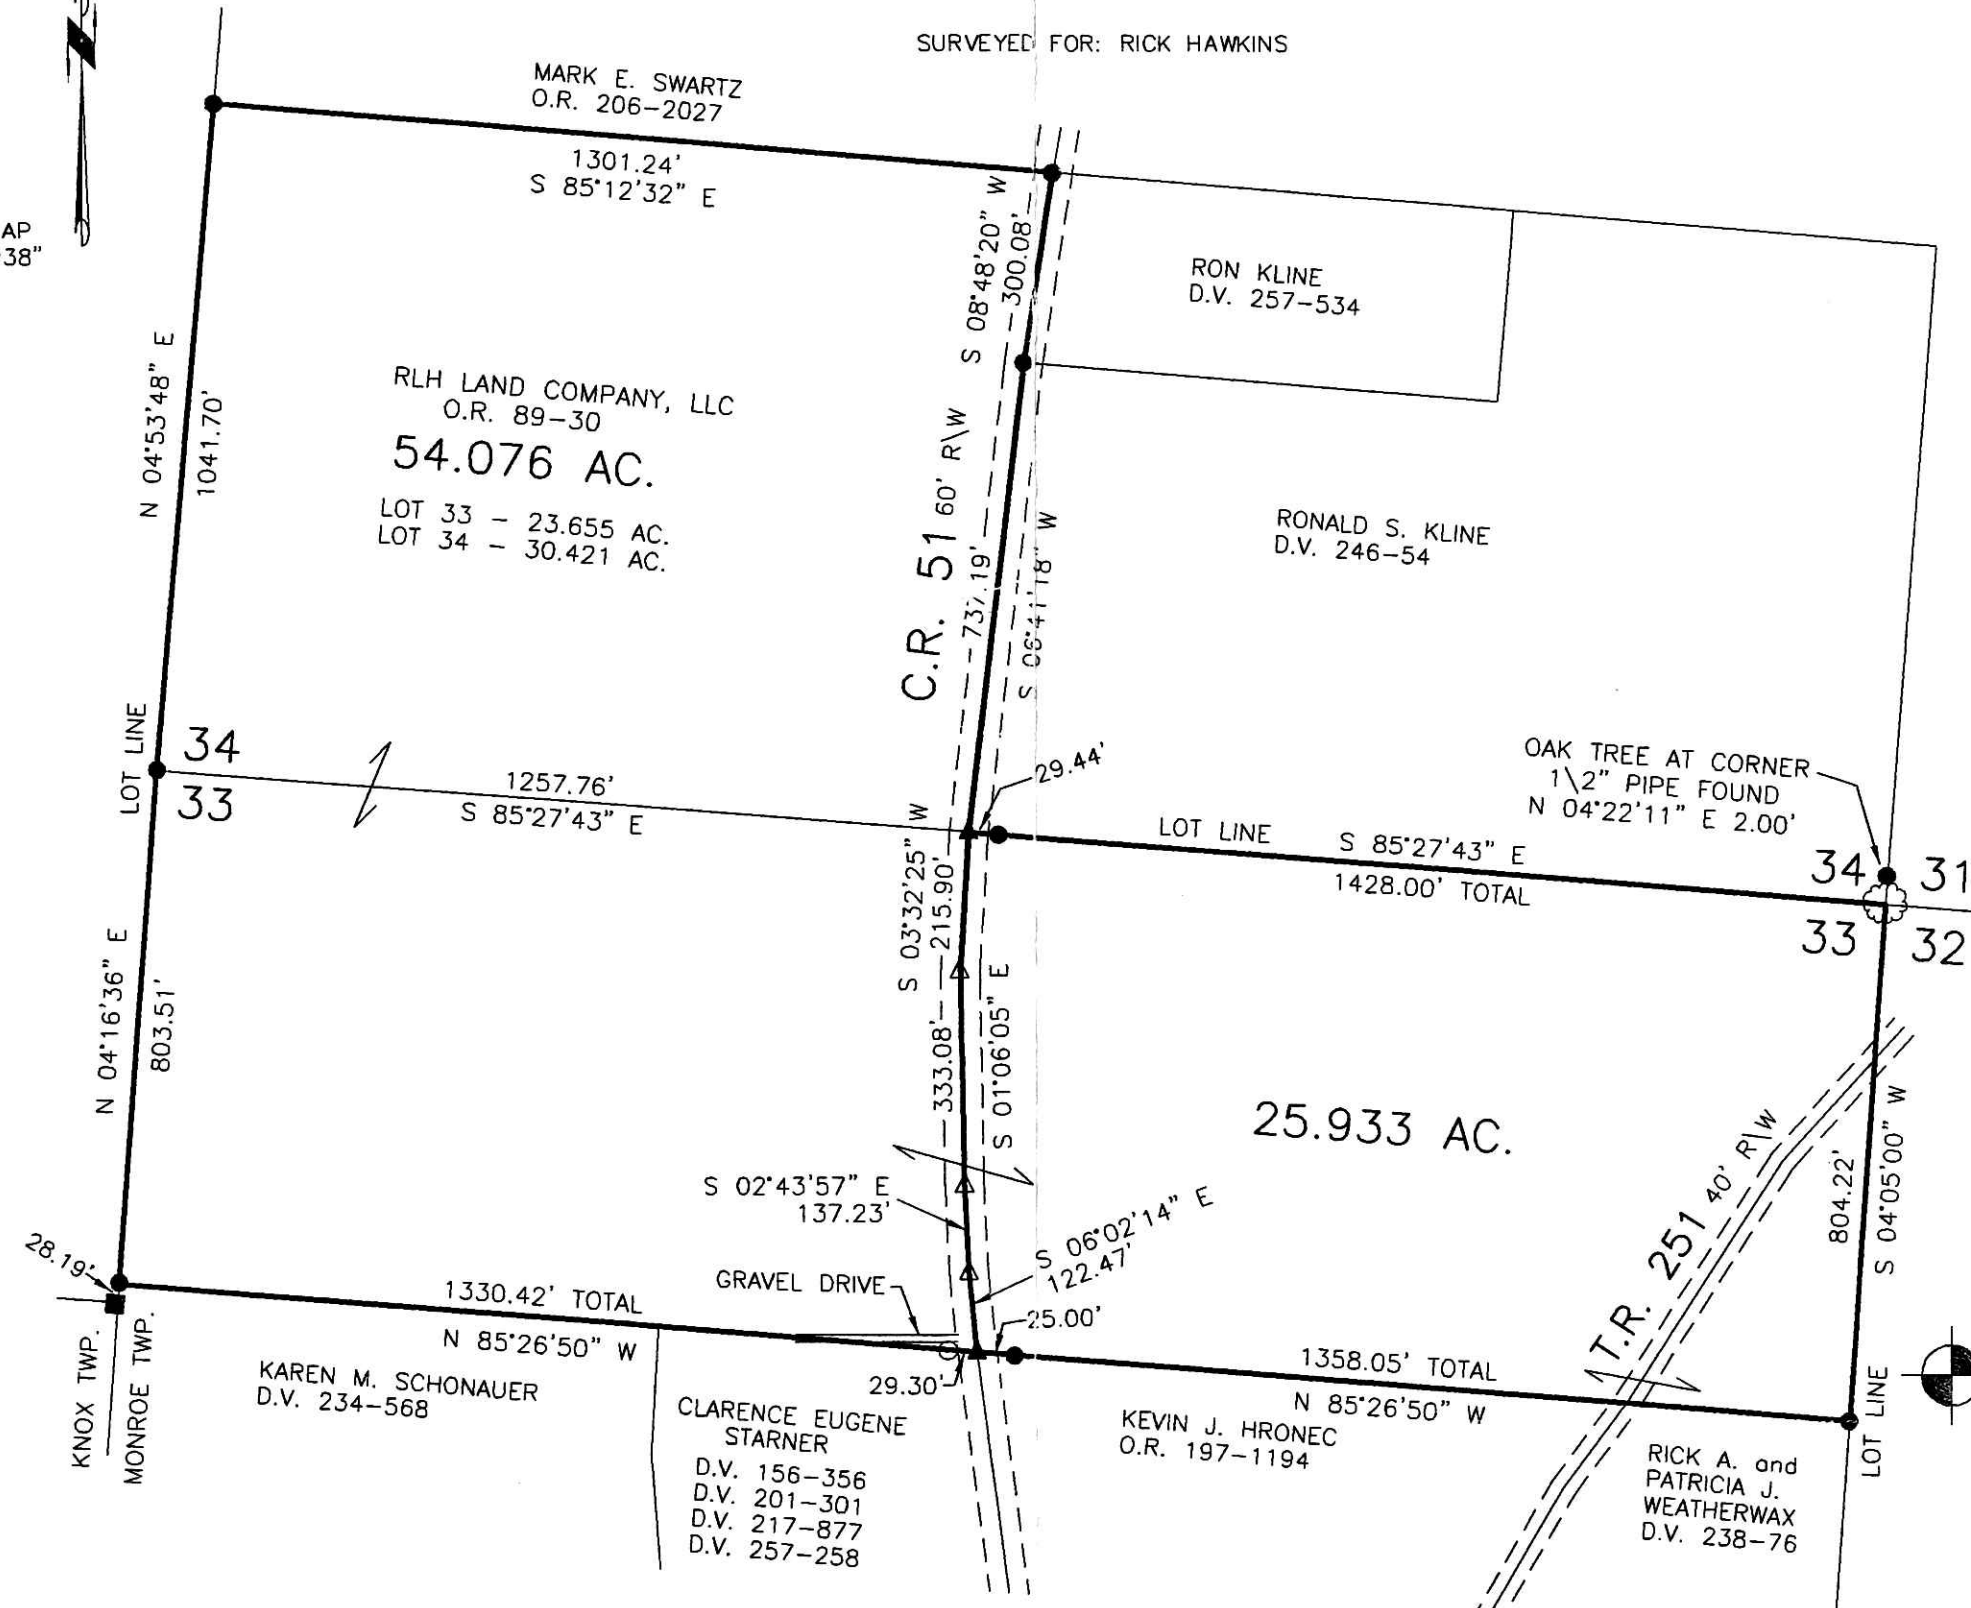 SURVEYED FOR: RICK HAWKINS
MARK E. SWARTZ
O.R. 206-2027
1301.24'
S 85°12'32" E
AP
38"
S 08°48'20" W
300.08'
RON KLINE
D.V. 257-534
N 04°53'48" E
1041.70'
RLH LAND COMPANY, LLC
O.R. 89-30
54.076 AC.
LOT 33 - 23.655 AC.
LOT 34 - 30.421 AC.
C.R. 51 60' R\W
737.19'
S 06°41'18" W
RONALD S. KLINE
D.V. 246-54
LOT LINE
34
33
1257.76'
S 85°27'43" E
29.44'
OAK TREE AT CORNER
1\2" PIPE FOUND
N 04°22'11" E 2.00'
LOT LINE
S 85°27'43" E
1428.00' TOTAL
34
31
33
32
S 03°32'25" W
215.90'
N 04°16'36" E
803.51'
333.08'
S 01°06'05" E
25.933 AC.
T.R. 251 40' R\W
804.22'
S 04°05'00" W
S 02°43'57" E
137.23'
S 06°02'14" E
122.47'
28.19'
GRAVEL DRIVE
25.00'
1330.42' TOTAL
N 85°26'50" W
29.30'
1358.05' TOTAL
N 85°26'50" W
KNOX TWP.
MONROE TWP.
KAREN M. SCHONAUER
D.V. 234-568
CLARENCE EUGENE
STARNER
D.V. 156-356
D.V. 201-301
D.V. 217-877
D.V. 257-258
KEVIN J. HRONEC
O.R. 197-1194
LOT LINE
RICK A. and
PATRICIA J.
WEATHERWAX
D.V. 238-76